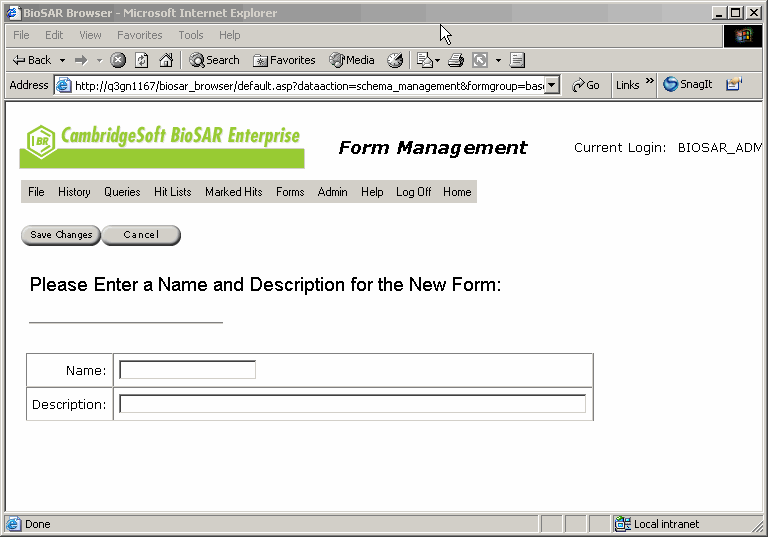 BioSAR Browser - Microsoft Internet Explorer
File Edit View Favorites Tools Help
Back Search Favorites Media
Address http://q3gn1167/biosar_browser/default.asp?dataaction=schema_management&formgroup=base Go Links » SnagIt
LBR CambridgeSoft BioSAR Enterprise Form Management Current Login: BIOSAR_ADM
File History Queries Hit Lists Marked Hits Forms Admin Help Log Off Home
Save Changes Cancel
Please Enter a Name and Description for the New Form:
Name:
Description:
Done Local intranet